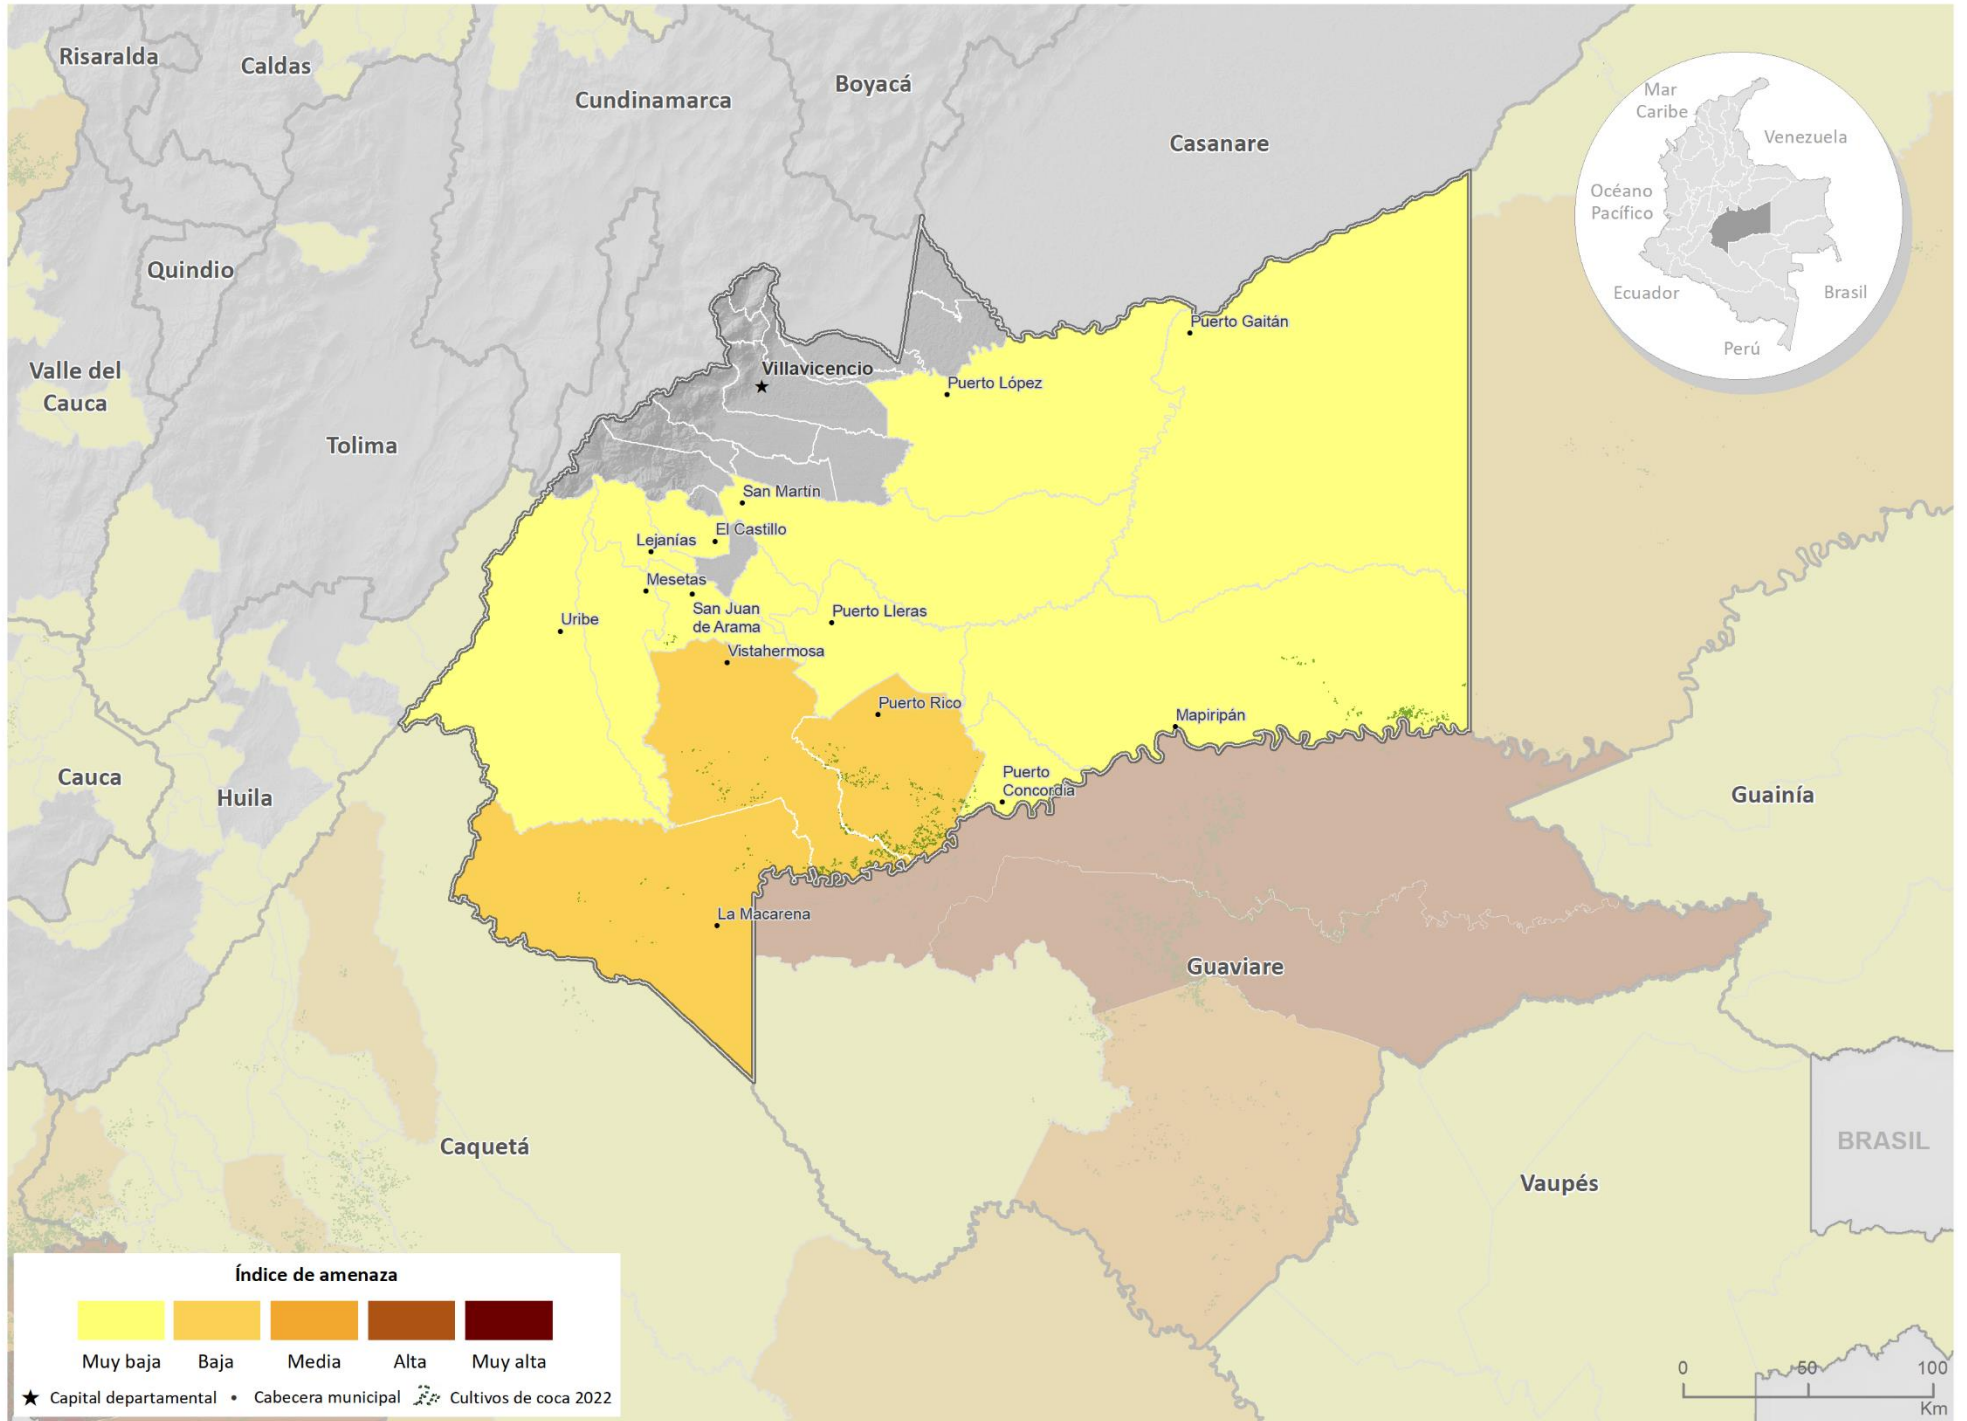 Risaralda
Caldas
Cundinamarca
Boyacá
Casanare
Mar
Caribe
Venezuela
Océano
Pacífico
Ecuador
Brasil
Perú
Quindio
Valle del
Cauca
Tolima
Villavicencio
Puerto Gaitán
Puerto López
San Martín
El Castillo
Lejanías
Mesetas
San Juan
de Arama
Uribe
Puerto Lleras
Vistahermosa
Puerto Rico
Mapiripán
Puerto
Concordia
Cauca
Huila
Guainía
La Macarena
Guaviare
Caquetá
BRASIL
Vaupés
Índice de amenaza
Muy baja
Baja
Media
Alta
Muy alta
Capital departamental
Cabecera municipal
Cultivos de coca 2022
0
50
100
Km